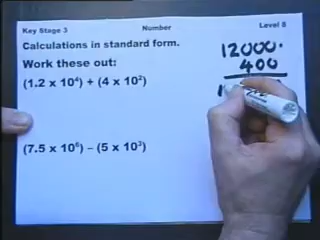 Key Stage 3 Number Level 8
Calculations in standard form.
Work these out:
(1.2 x 10⁴) + (4 x 10²)
12000.
400
(7.5 x 10⁶) – (5 x 10³)